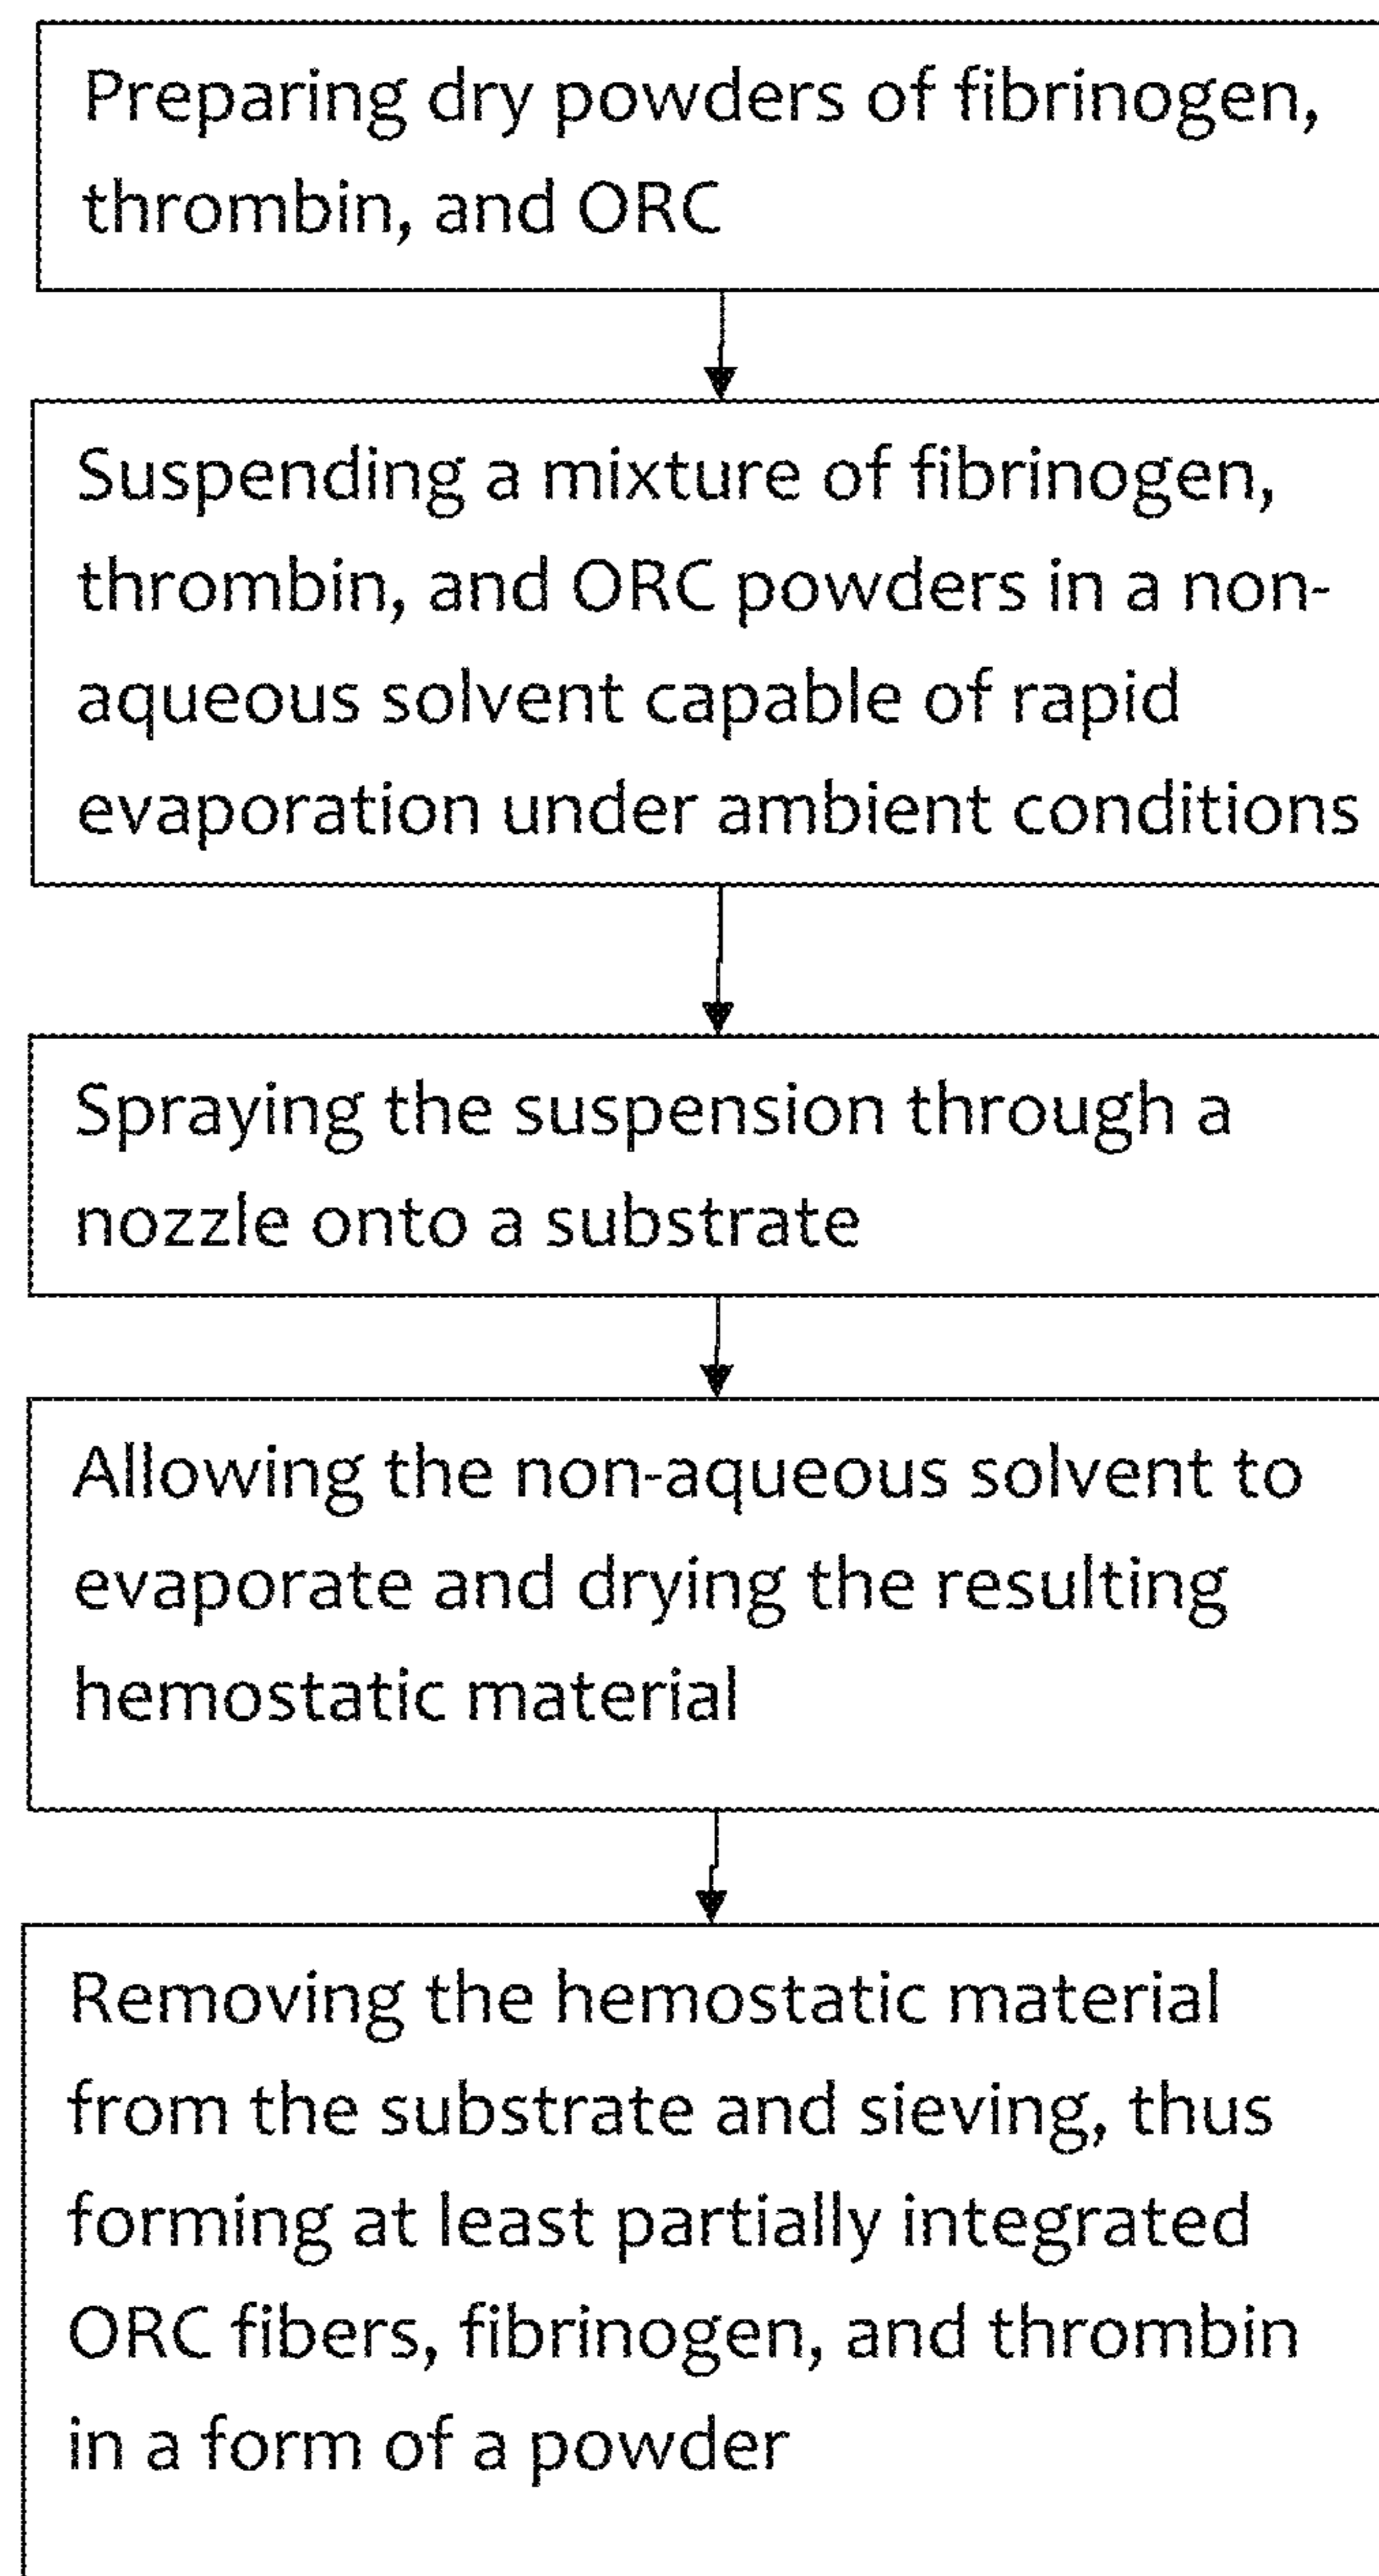 Preparing dry powders of fibrinogen,
thrombin, and ORC
Suspending a mixture of fibrinogen,
thrombin, and ORC powders in a non-
aqueous solvent capable of rapid
evaporation under ambient conditions
Spraying the suspension through a
nozzle onto a substrate
Allowing the non-aqueous solvent to
evaporate and drying the resulting
hemostatic material
Removing the hemostatic material
from the substrate and sieving, thus
forming at least partially integrated
ORC fibers, fibrinogen, and thrombin
in a form of a powder